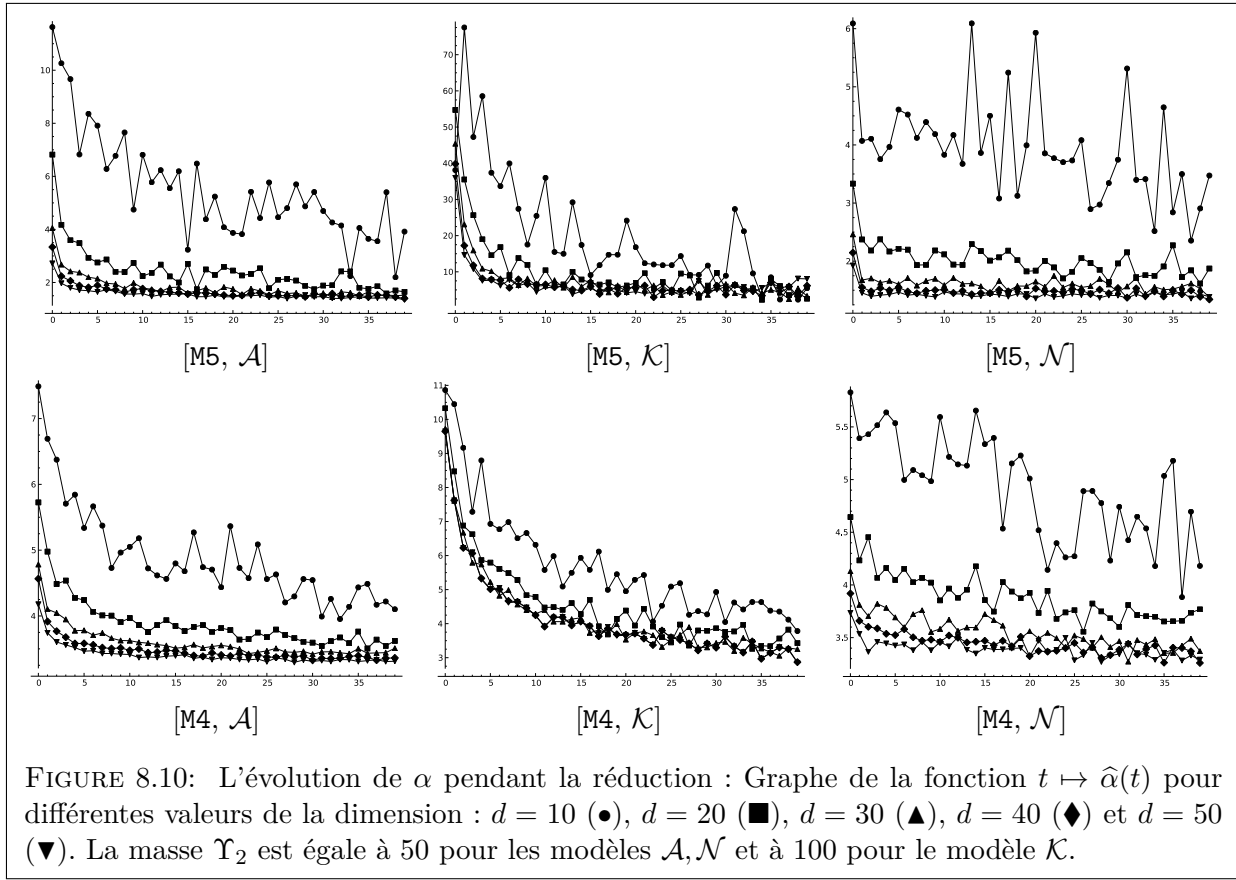 12
10
8
6
4
2
0 5 10 15 20 25 30 35
[M5, 𝒜]
70
60
50
40
30
20
10
0 5 10 15 20 25 30 35
[M5, 𝒦]
6
5
4
3
2
0 5 10 15 20 25 30 35
[M5, 𝒩]
7
6
5
4
0 5 10 15 20 25 30 35
[M4, 𝒜]
11
10
9
8
7
6
5
4
3
0 5 10 15 20 25 30 35
[M4, 𝒦]
5.5
5
4.5
4
3.5
0 5 10 15 20 25 30 35
[M4, 𝒩]
FIGURE 8.10: L'évolution de α pendant la réduction : Graphe de la fonction t ↦ α̂(t) pour
différentes valeurs de la dimension : d = 10 (●), d = 20 (■), d = 30 (▲), d = 40 (♦) et d = 50
(▼). La masse ϒ₂ est égale à 50 pour les modèles 𝒜, 𝒩 et à 100 pour le modèle 𝒦.